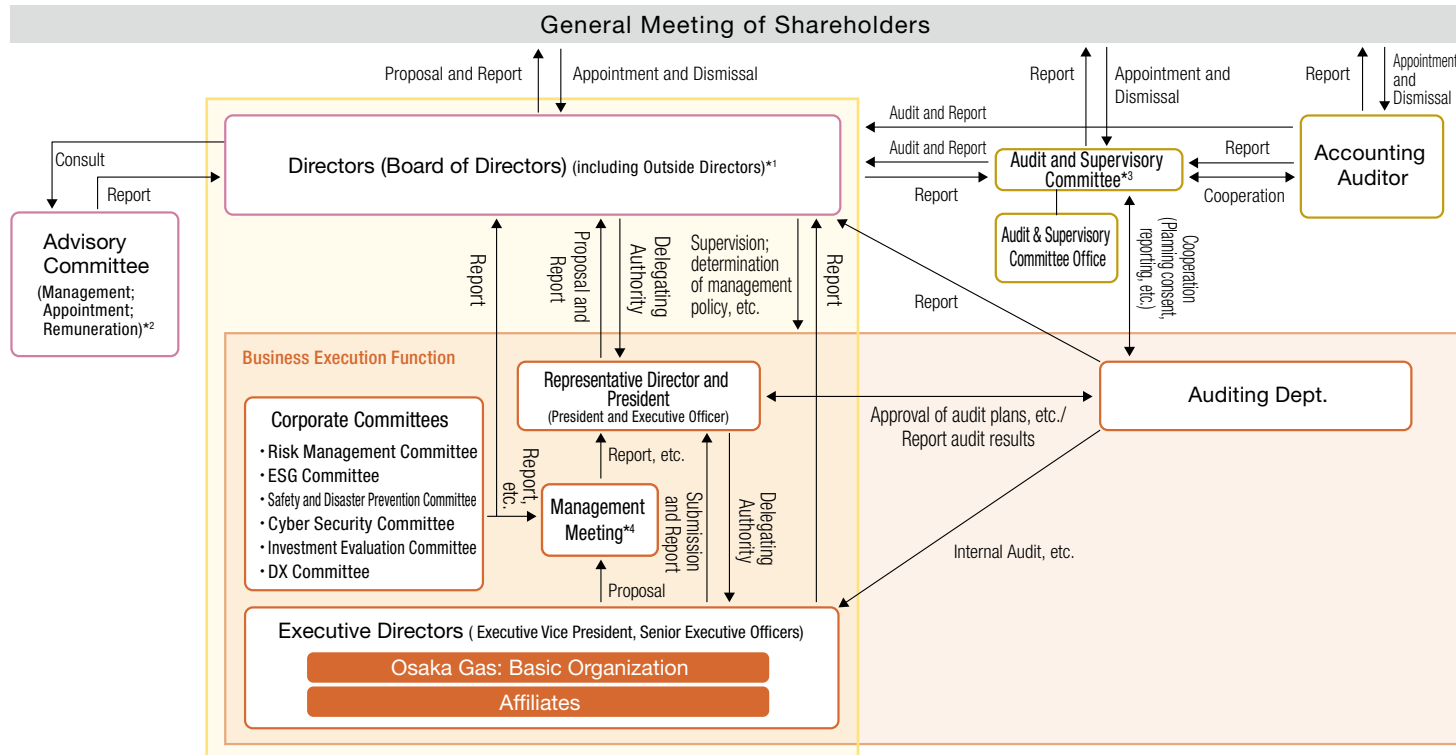 General Meeting of Shareholders
Proposal and Report
Appointment and Dismissal
Report
Appointment and
Dismissal
Report
Appointment
and
Dismissal
Consult
Report
Directors (Board of Directors) (including Outside Directors)*1
Audit and Report
Audit and Report
Report
Audit and Supervisory
Committee*3
Report
Cooperation
Accounting
Auditor
Audit & Supervisory
Committee Office
Advisory
Committee
(Management;
Appointment;
Remuneration)*2
Report
Proposal and
Report
Delegating
Authority
Supervision;
determination
of management
policy, etc.
Report
Report
Cooperation
(Planning consent,
reporting, etc.)
Business Execution Function
Representative Director and
President
(President and Executive Officer)
Approval of audit plans, etc./
Report audit results
Auditing Dept.
Corporate Committees
・Risk Management Committee
・ESG Committee
・Safety and Disaster Prevention Committee
・Cyber Security Committee
・Investment Evaluation Committee
・DX Committee
Report,
etc.
Report, etc.
Management
Meeting*4
Submission
and Report
Delegating
Authority
Proposal
Internal Audit, etc.
Executive Directors ( Executive Vice President, Senior Executive Officers)
Osaka Gas: Basic Organization
Affiliates